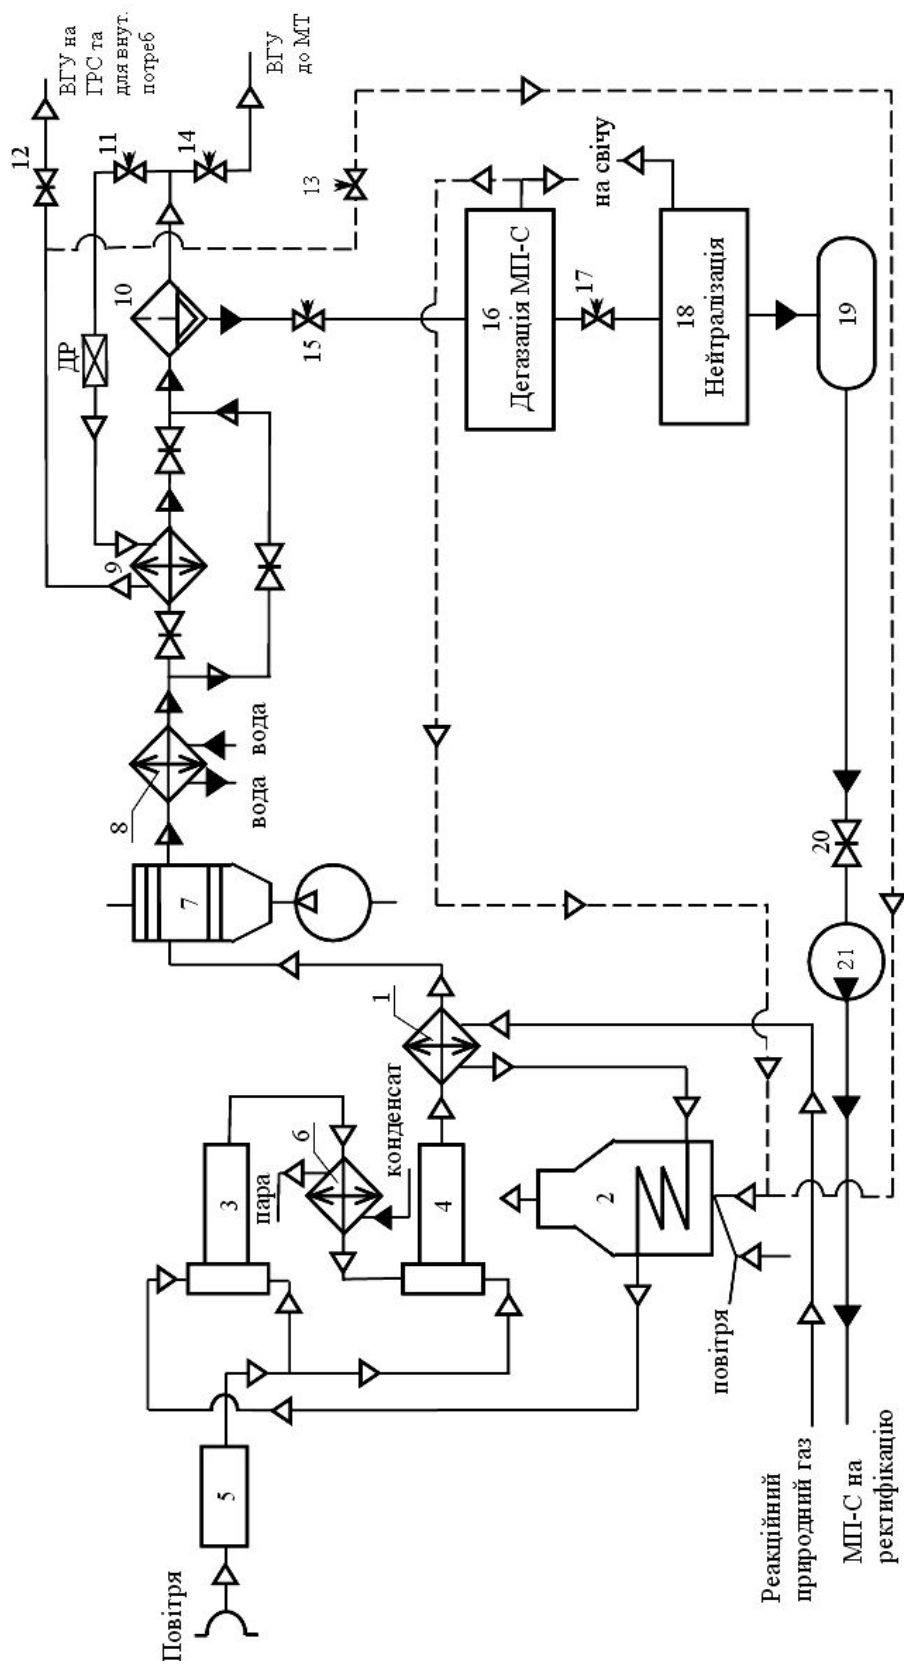 12
ВГУ на
ГРС та
для внут.
потреб
ДР
11
14
ВГУ
до МТ
Повітря
5
3
пара
6
конденсат
4
1
7
8
вода
вода
9
10
13
15
2
повітря
16
Дегазація МП-С
17
на свічу
18
Нейтралізація
19
20
21
Реакційний
природний газ
МП-С на
ректифікацію